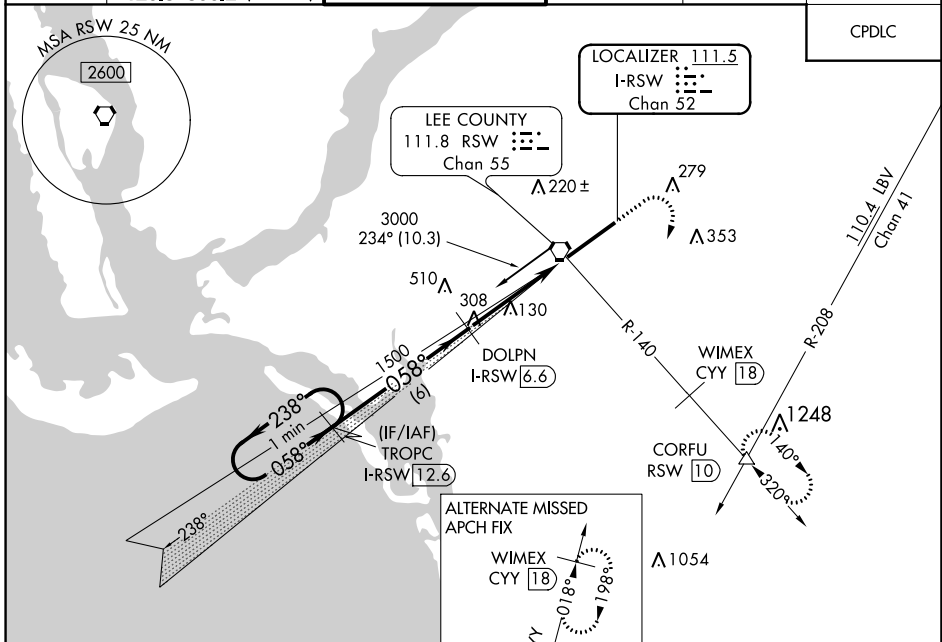 MSA RSW 25 NM
2600
CPDLC
LOCALIZER 111.5
I-RSW
Chan 52
LEE COUNTY
111.8 RSW
Chan 55
220 ±
279
353
3000
234° (10.3)
510
308
130
110.4 LBV
Chan 41
R-208
R-140
DOLPN
I-RSW 6.6
1500
058°
(6)
WIMEX
CYY 18
238°
1 min
058°
(IF/IAF)
TROPC
I-RSW 12.6
CORFU
RSW 10
1248
140°
320°
238°
ALTERNATE MISSED
APCH FIX
WIMEX
CYY 18
018°
198°
1054